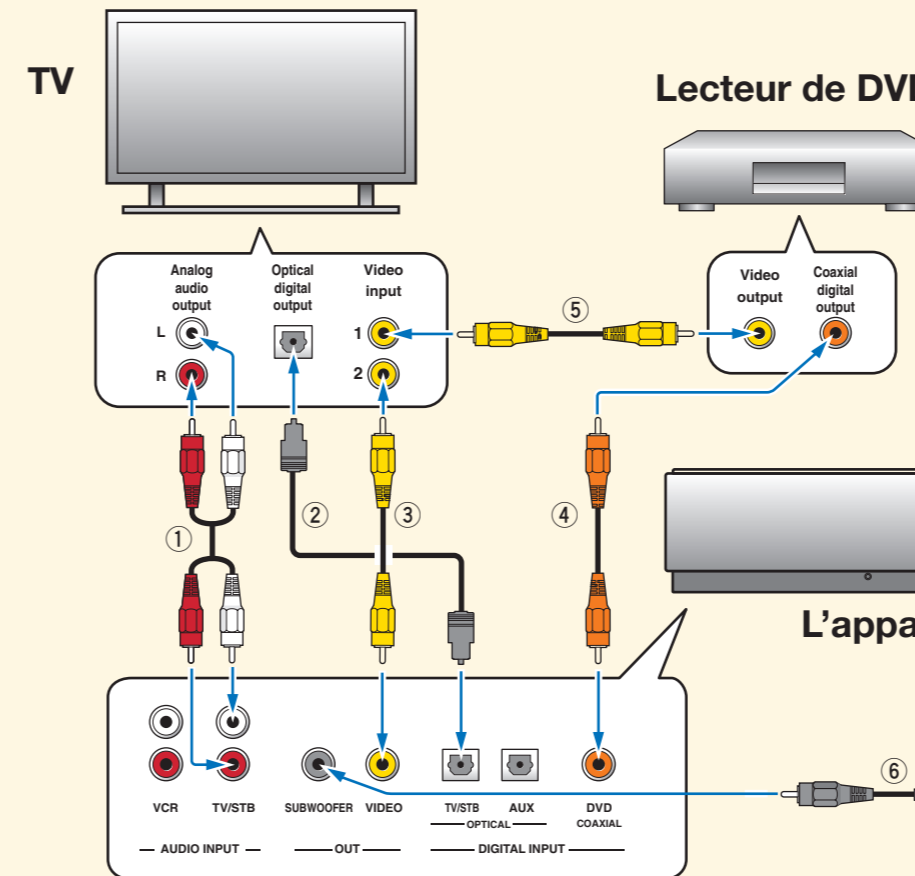 TV
Lecteur de DV
Analog
audio
output
Optical
digital
output
Video
input
L
R
1
2
Video
output
Coaxial
digital
output
⑤
①
②
③
④
L'appa
⑥
VCR
TV/STB
SUBWOOFER
VIDEO
TV/STB
AUX
DVD
OPTICAL
COAXIAL
AUDIO INPUT
OUT
DIGITAL INPUT